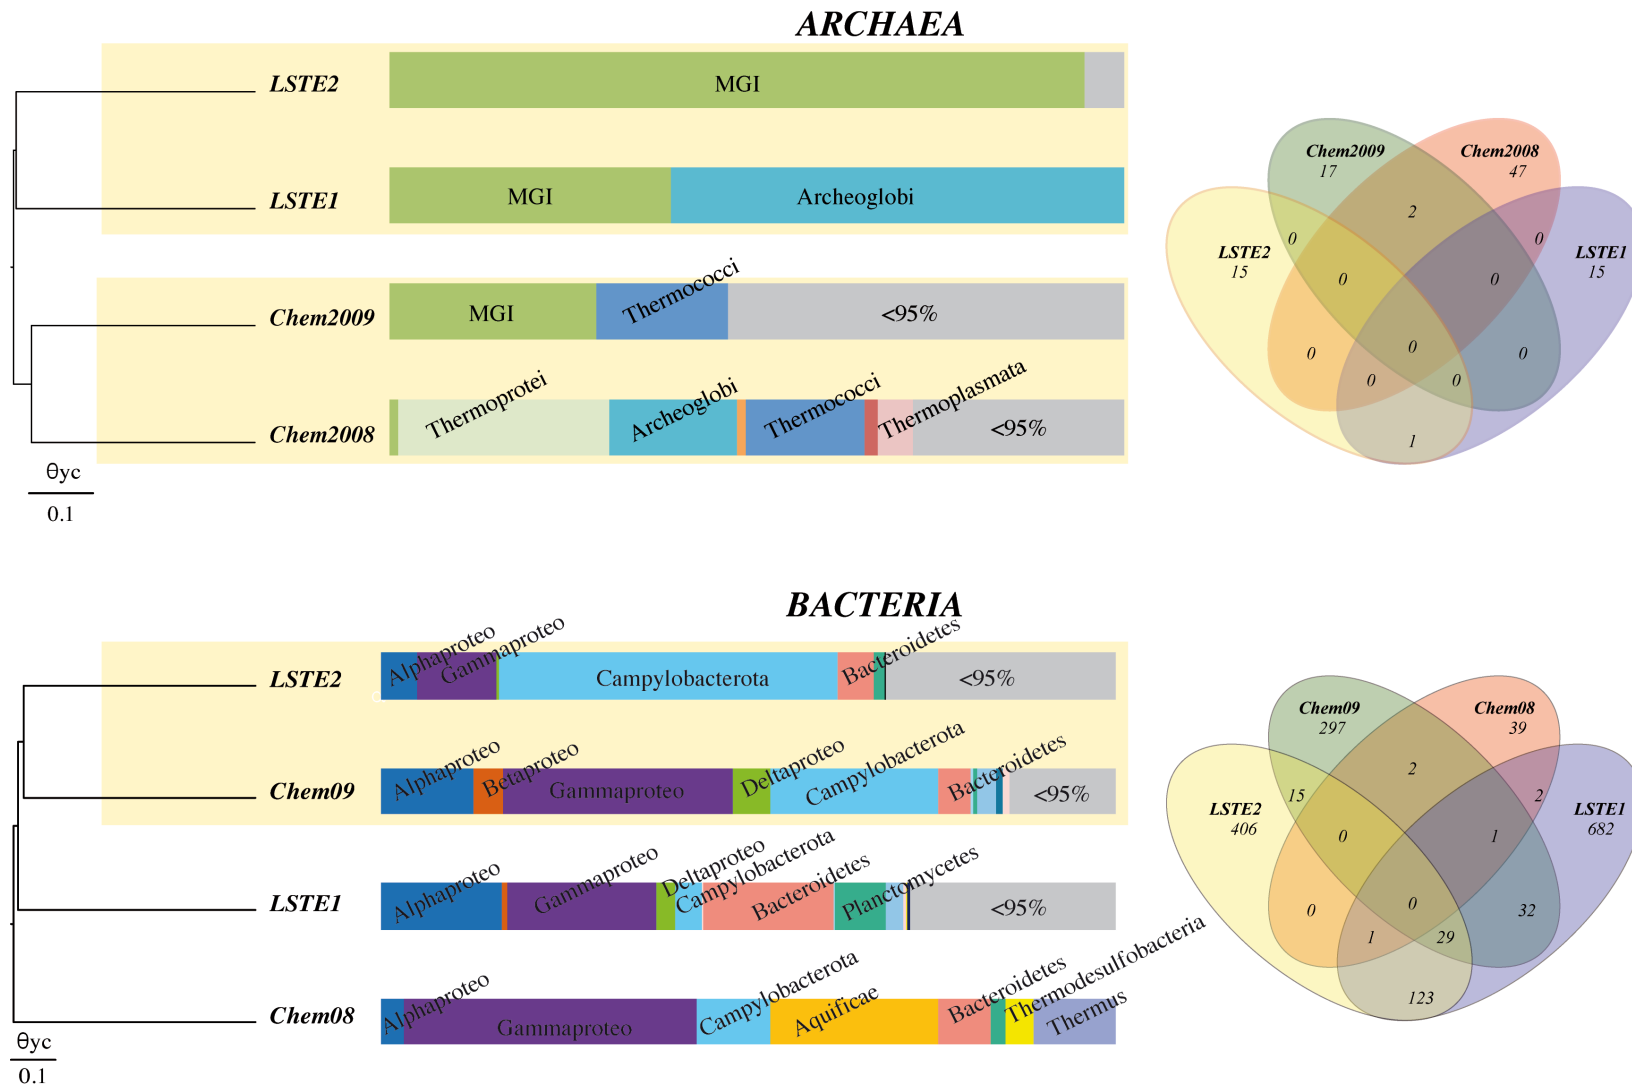 ARCHAEA
LSTE2
MGI
LSTE1
MGI
Archeoglobi
Chem2009
MGI
Thermococci
<95%
Chem2008
Thermoprotei
Archeoglobi
Thermococci
Thermoplasmata
<95%
θyc
0.1
Chem2009
17
Chem2008
47
LSTE2
15
LSTE1
15
2
0
0
0
0
0
0
0
0
0
1
BACTERIA
LSTE2
Alphaproteo
Gammaproteo
Campylobacterota
Bacteroidetes
<95%
Chem09
Alphaproteo
Betaproteo
Gammaproteo
Deltaproteo
Campylobacterota
Bacteroidetes
<95%
LSTE1
Alphaproteo
Gammaproteo
Deltaproteo
Campylobacterota
Bacteroidetes
Planctomycetes
<95%
Chem08
Alphaproteo
Gammaproteo
Campylobacterota
Aquificae
Bacteroidetes
Thermodesulfobacteria
Thermus
θyc
0.1
Chem09
297
Chem08
39
LSTE2
406
LSTE1
682
2
15
2
0
1
0
0
32
1
29
123